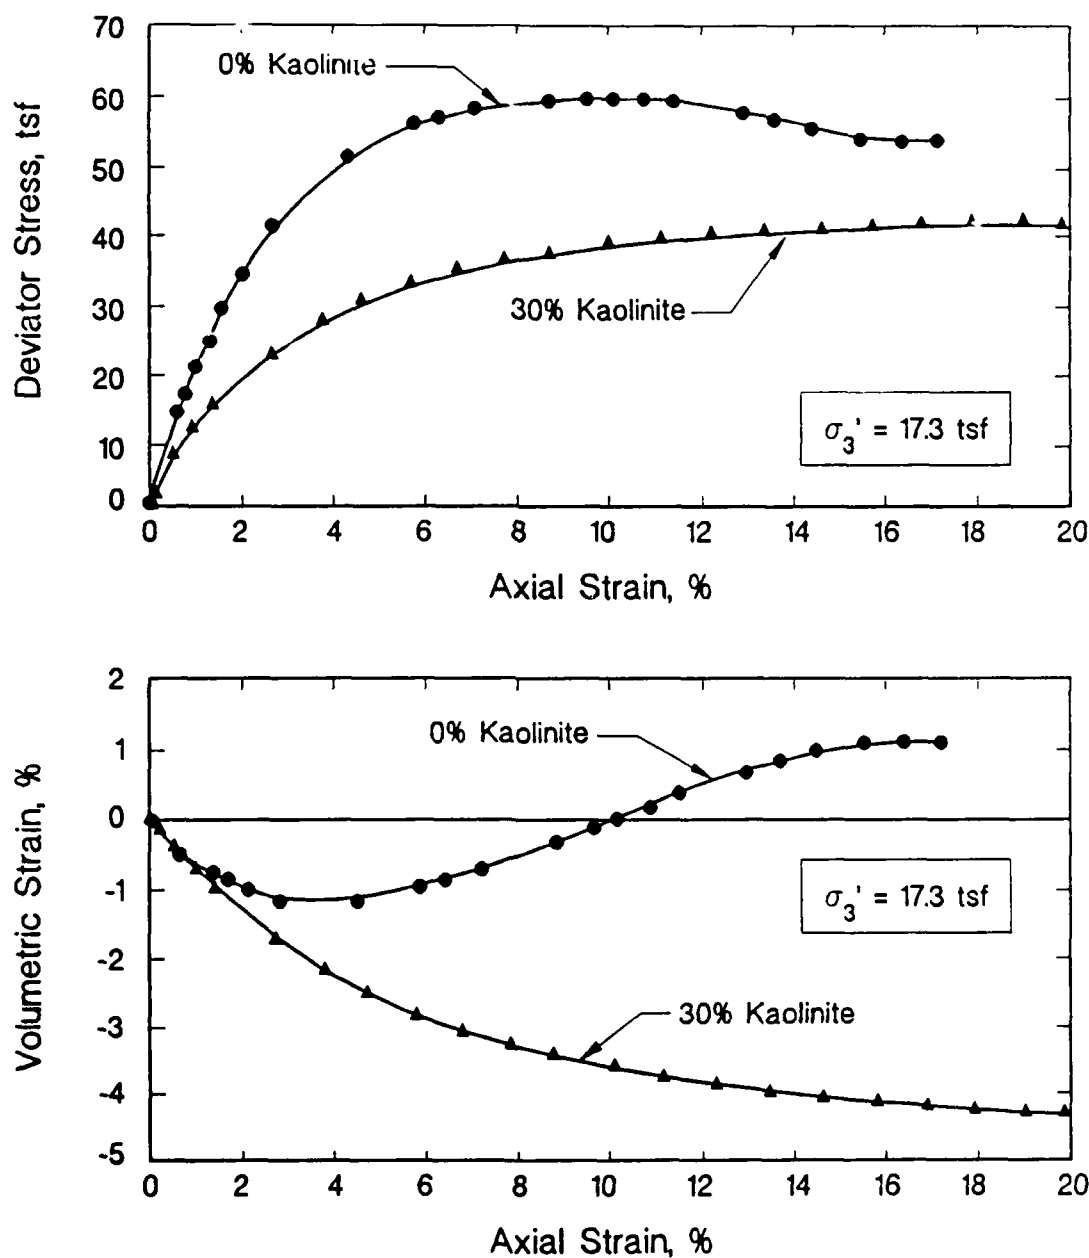 70
60
50
40
30
20
10
0
Deviator Stress, tsf
0% Kaolinite
30% Kaolinite
σ3' = 17.3 tsf
0 2 4 6 8 10 12 14 16 18 20
Axial Strain, %
2
1
0
-1
-2
-3
-4
-5
Volumetric Strain, %
0% Kaolinite
σ3' = 17.3 tsf
30% Kaolinite
0 2 4 6 8 10 12 14 16 18 20
Axial Strain, %